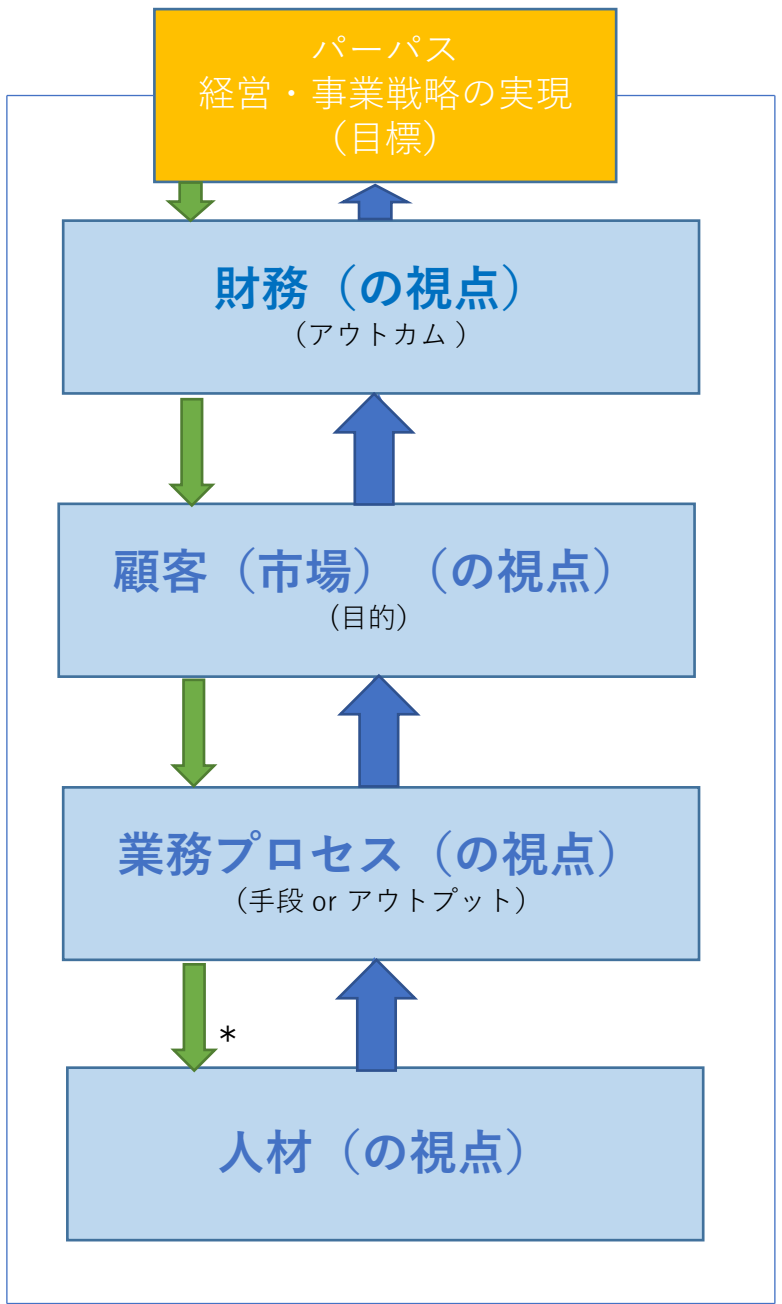 パーパス
経営・事業戦略の実現
（目標）
財務（の視点）
（アウトカム ）
顧客（市場）（の視点）
（目的）
業務プロセス（の視点）
（手段 or アウトプット）
*
人材（の視点）